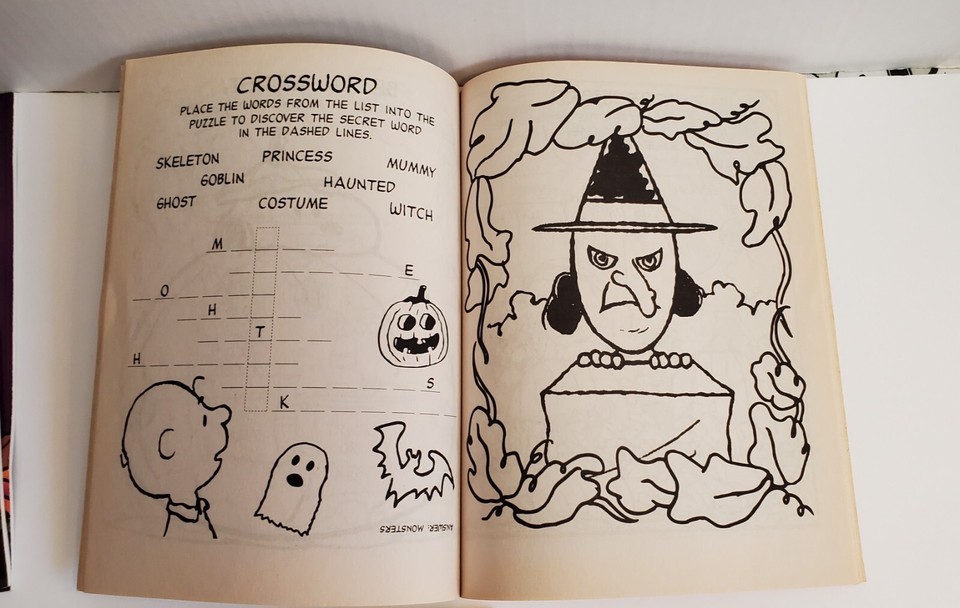 CROSSWORD
PLACE THE WORDS FROM THE LIST INTO THE
PUZZLE TO DISCOVER THE SECRET WORD
IN THE DASHED LINES.
SKELETON PRINCESS MUMMY
GOBLIN HAUNTED
GHOST COSTUME WITCH
M
E
O
H
T
H
S
K
ANSWER: MONSTERS